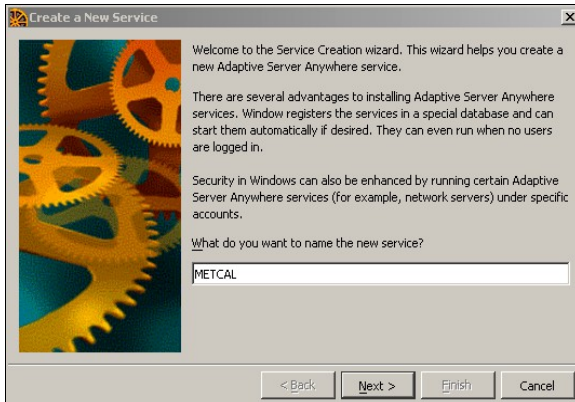 Create a New Service
Welcome to the Service Creation wizard. This wizard helps you create a
new Adaptive Server Anywhere service.
There are several advantages to installing Adaptive Server Anywhere
services. Window registers the services in a special database and can
start them automatically if desired. They can even run when no users
are logged in.
Security in Windows can also be enhanced by running certain Adaptive
Server Anywhere services (for example, network servers) under specific
accounts.
What do you want to name the new service?
METCAL
< Back Next > Finish Cancel